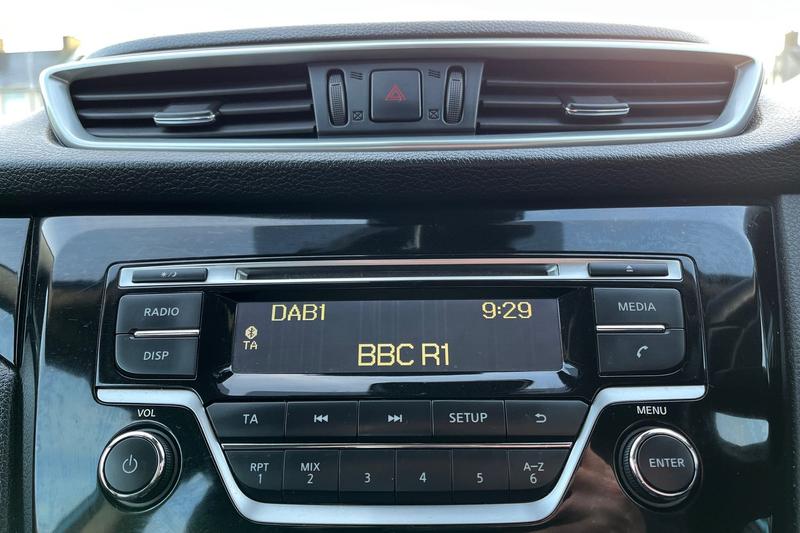 RADIO
DISP
DAB1 9:29
TA
BBC R1
MEDIA
VOL
TA SETUP
MENU
RPT 1 MIX 2 3 4 5 A-Z 6
ENTER